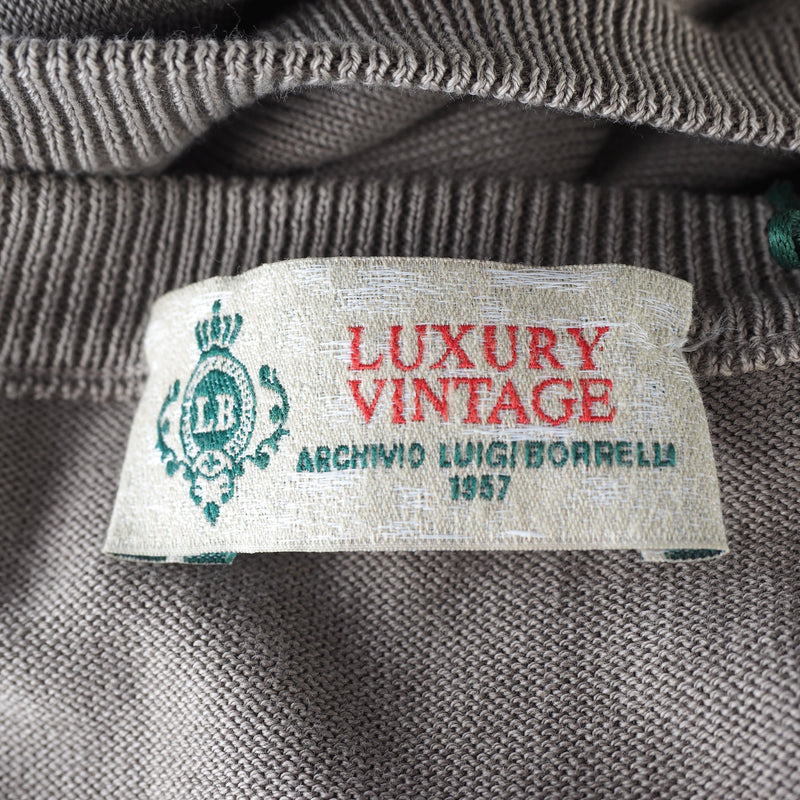 LB
LUXURY
VINTAGE
ARCHIVIO LUIGI BORRELLI
1957